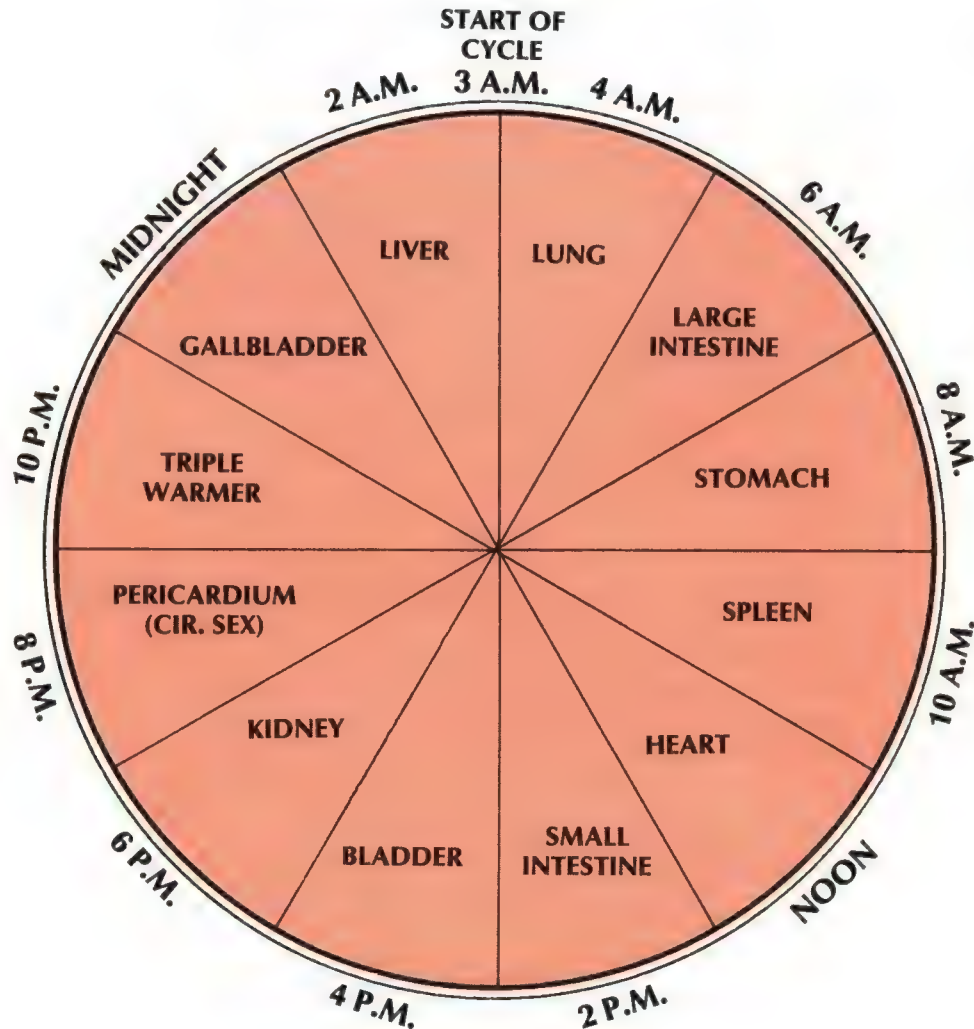 START OF
CYCLE
2 A.M.
3 A.M.
4 A.M.
MIDNIGHT
6 A.M.
LIVER
LUNG
GALLBLADDER
LARGE
INTESTINE
10 P.M.
8 A.M.
TRIPLE
WARMER
STOMACH
PERICARDIUM
(CIR. SEX)
SPLEEN
8 P.M.
10 A.M.
KIDNEY
HEART
BLADDER
SMALL
INTESTINE
6 P.M.
NOON
4 P.M.
2 P.M.